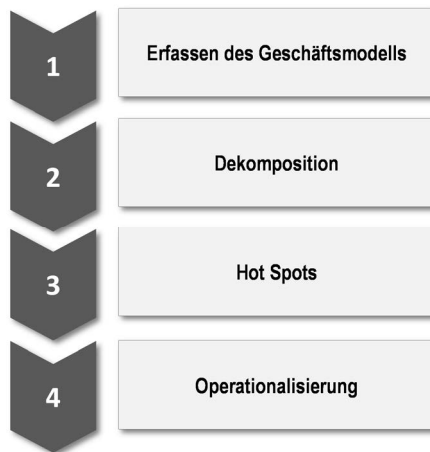 1
Erfassen des Geschäftsmodells
2
Dekomposition
3
Hot Spots
4
Operationalisierung